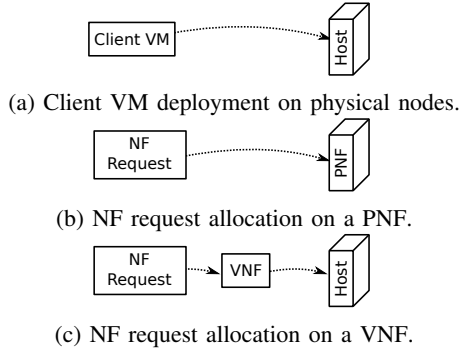 Client VM
Host
(a) Client VM deployment on physical nodes.
NF
Request
PNF
(b) NF request allocation on a PNF.
NF
Request
VNF
Host
(c) NF request allocation on a VNF.